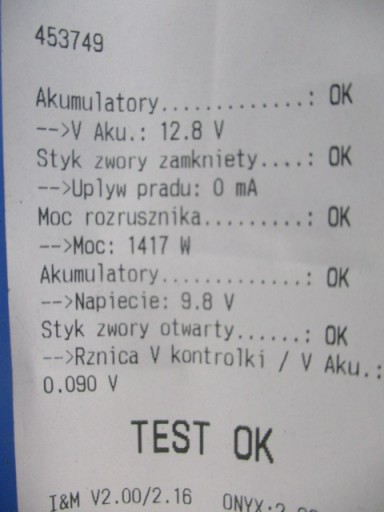 453749
Akumulatory.............: OK
-->V Aku.: 12.8 V
Styk zwory zamkniety....: OK
-->Uplyw pradu: 0 mA
Moc rozrusznika.........: OK
-->Moc: 1417 W
Akumulatory.............: OK
-->Napiecie: 9.8 V
Styk zwory otwarty......: OK
-->Rznica V kontrolki / V Aku.:
0.090 V
TEST OK
I&M V2.00/2.16